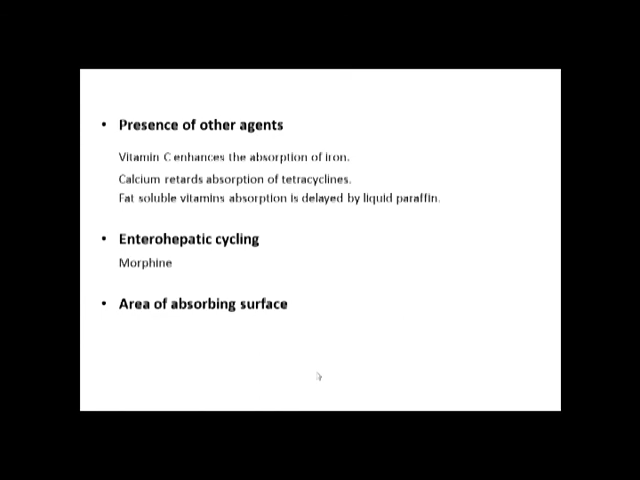 • Presence of other agents
Vitamin C enhances the absorption of iron.
Calcium retards absorption of tetracyclines.
Fat soluble vitamins absorption is delayed by liquid paraffin.
• Enterohepatic cycling
Morphine
• Area of absorbing surface